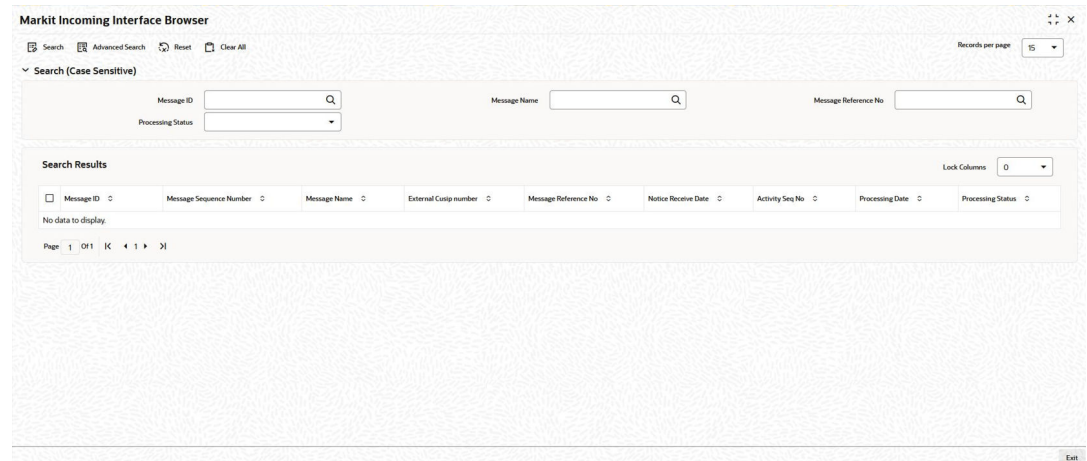 Markit Incoming Interface Browser
Search Advanced Search Reset Clear All Records per page 15
Search (Case Sensitive)
Message ID Message Name Message Reference No
Processing Status
Search Results Lock Columns 0
Message ID Message Sequence Number Message Name External Cusip number Message Reference No Notice Receive Date Activity Seq No Processing Date Processing Status
No data to display.
Page 1 Of 1 1
Exit